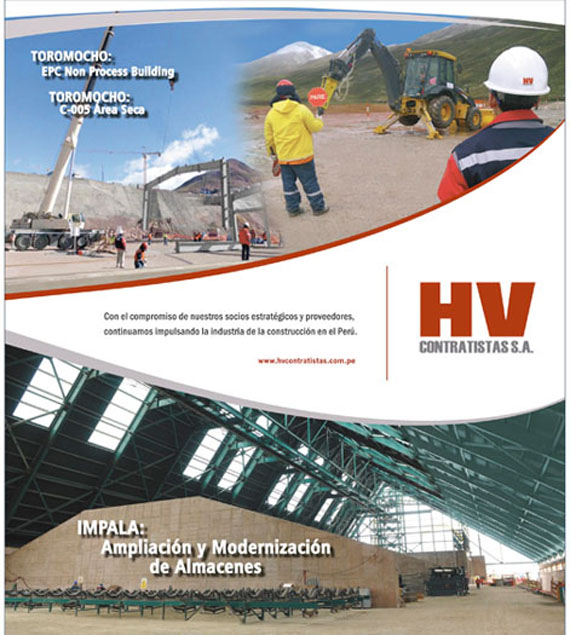 TOROMOCHO:
EPC Non Process Building
TOROMOCHO:
C-005 Área Seca
HV
Con el compromiso de nuestros socios estratégicos y proveedores,
continuamos impulsando la industria de la construcción en el Perú.
www.hvcontratistas.com.pe
HV
CONTRATISTAS S.A.
IMPALA:
Ampliación y Modernización
de Almacenes